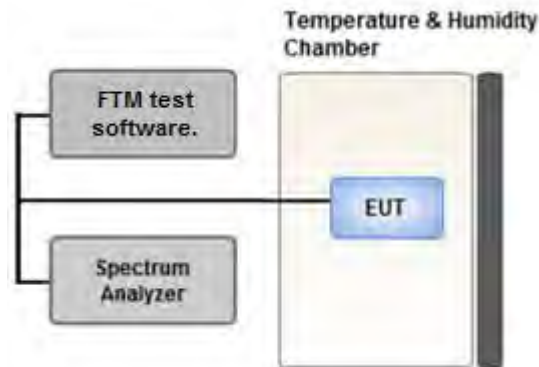 Temperature & Humidity
Chamber
FTM test
software.
EUT
Spectrum
Analyzer